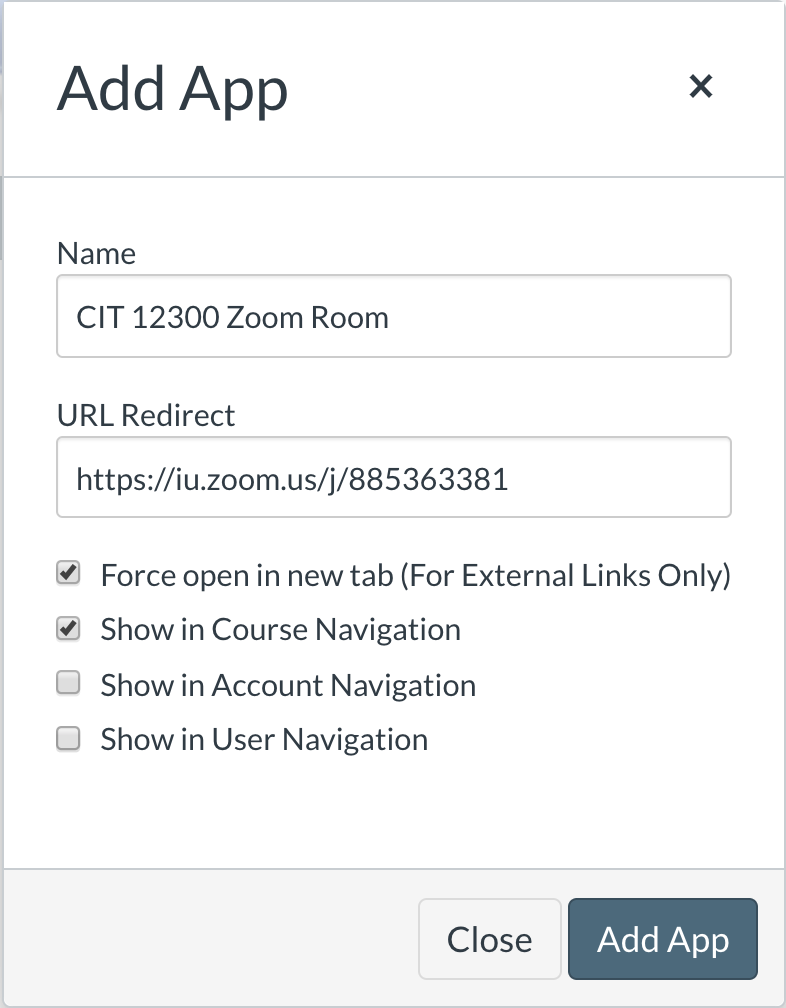 Add App
Name
CIT 12300 Zoom Room
URL Redirect
https://iu.zoom.us/j/885363381
Force open in new tab (For External Links Only)
Show in Course Navigation
Show in Account Navigation
Show in User Navigation
Close Add App